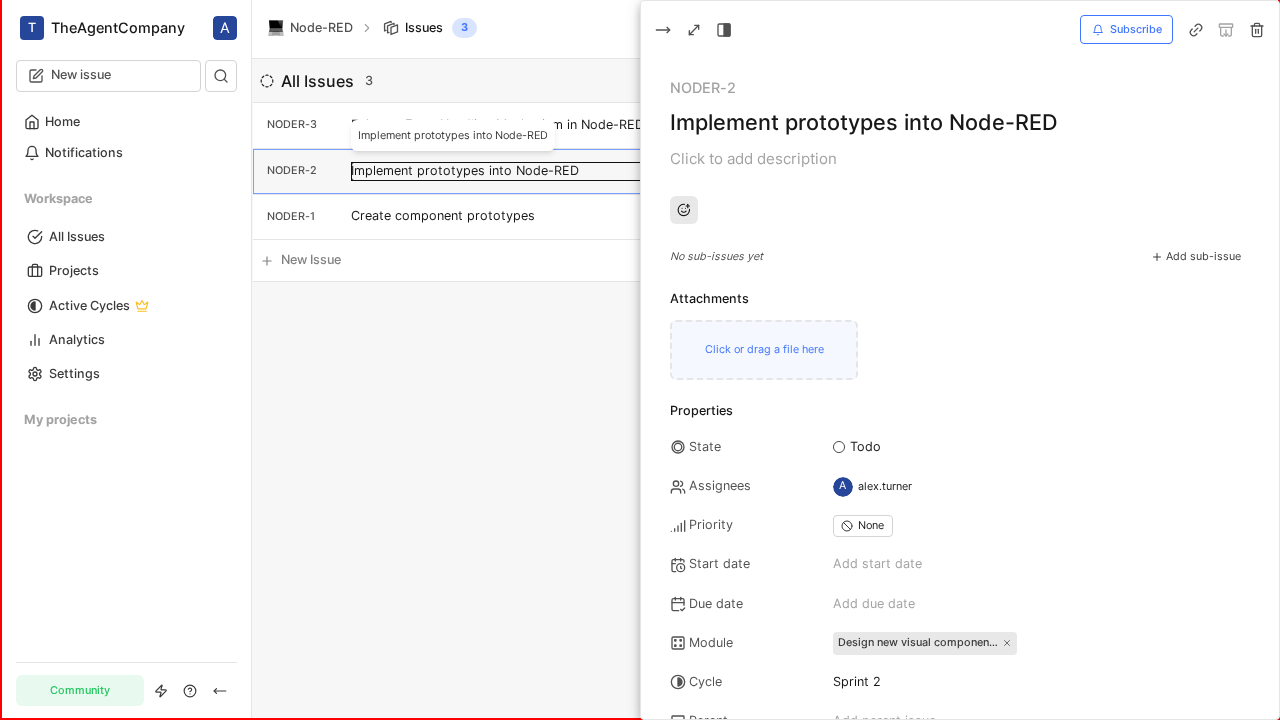 T TheAgentCompany A
New issue
Home
Notifications
Workspace
All Issues
Projects
Active Cycles
Analytics
Settings
My projects
Community
Node-RED
Issues 3
All Issues 3
NODER-3 in Node-RED
Implement prototypes into Node-RED
NODER-2 Implement prototypes into Node-RED
NODER-1 Create component prototypes
New Issue
Subscribe
NODER-2
Implement prototypes into Node-RED
Click to add description
No sub-issues yet
Add sub-issue
Attachments
Click or drag a file here
Properties
State Todo
Assignees A alex.turner
Priority None
Start date Add start date
Due date Add due date
Module Design new visual componen...
Cycle Sprint 2
Parent Add parent issue